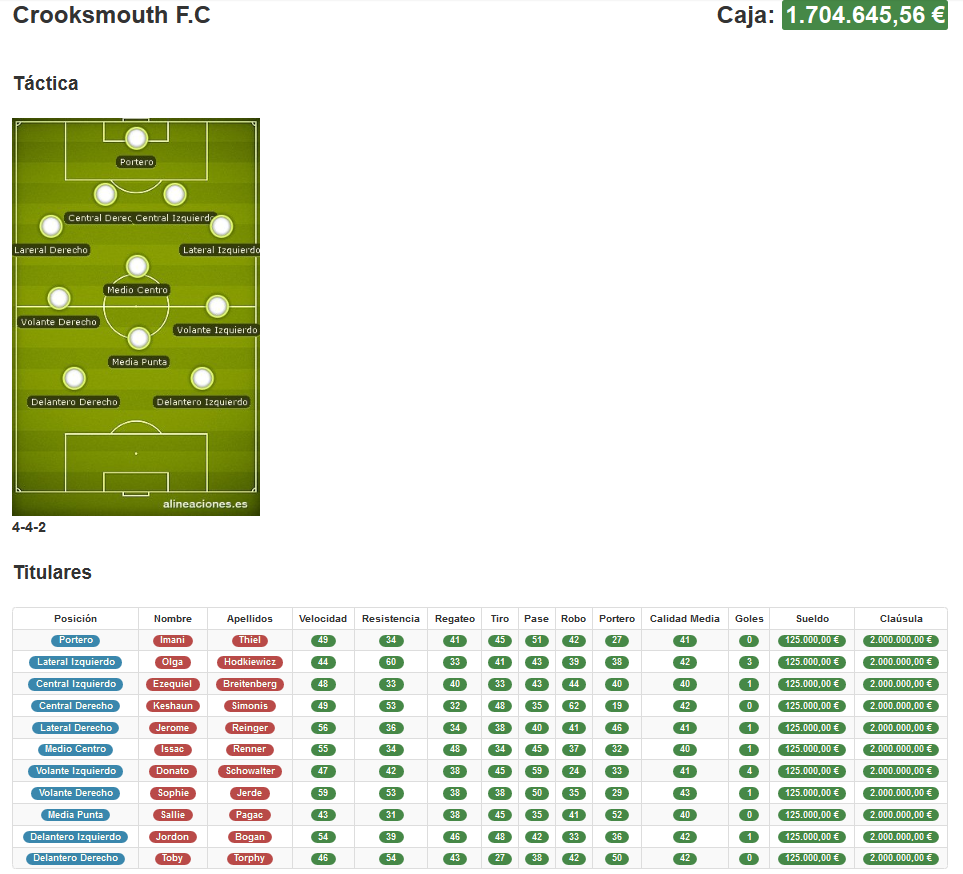 Crooksmouth F.C
Caja: 1.704.645,56 €
Táctica
Portero
Central Derec Central Izquierdo
Lareral Derecho Lateral Izquierdo
Medio Centro
Volante Derecho
Volante Izquierdo
Media Punta
Delantero Derecho Delantero Izquierdo
alineaciones.es
4-4-2
Titulares
Posición Nombre Apellidos Velocidad Resistencia Regateo Tiro Pase Robo Portero Calidad Media Goles Sueldo Claúsula
Portero Imani Thiel 49 34 41 45 51 42 27 41 0 125.000,00 € 2.000.000,00 €
Lateral Izquierdo Olga Hodkiewicz 44 60 33 41 43 39 38 42 3 125.000,00 € 2.000.000,00 €
Central Izquierdo Ezequiel Breitenberg 48 33 40 33 43 44 40 40 1 125.000,00 € 2.000.000,00 €
Central Derecho Keshaun Simonis 49 53 32 48 35 62 19 42 0 125.000,00 € 2.000.000,00 €
Lateral Derecho Jerome Reinger 56 36 34 38 40 41 46 41 1 125.000,00 € 2.000.000,00 €
Medio Centro Issac Renner 55 34 48 34 45 37 32 40 1 125.000,00 € 2.000.000,00 €
Volante Izquierdo Donato Schowalter 47 42 38 45 59 24 33 41 4 125.000,00 € 2.000.000,00 €
Volante Derecho Sophie Jerde 59 53 38 38 50 35 29 43 1 125.000,00 € 2.000.000,00 €
Media Punta Sallie Pagac 43 31 38 45 35 41 52 40 0 125.000,00 € 2.000.000,00 €
Delantero Izquierdo Jordon Bogan 54 39 46 48 42 33 36 42 1 125.000,00 € 2.000.000,00 €
Delantero Derecho Toby Torphy 46 54 43 27 38 42 50 42 0 125.000,00 € 2.000.000,00 €